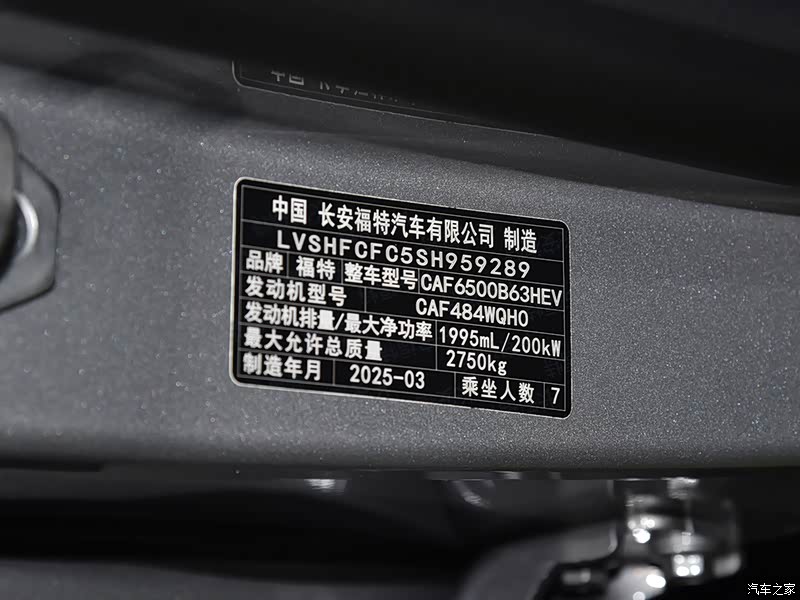 中国 长安福特汽车有限公司 制造
LVSHFCFC5SH959289
品牌 福特 整车型号 CAF6500B63HEV
发动机型号 CAF484WQH0
发动机排量/最大净功率 1995mL/200kW
最大允许总质量 2750kg
制造年月 2025-03 乘坐人数 7
汽车之家